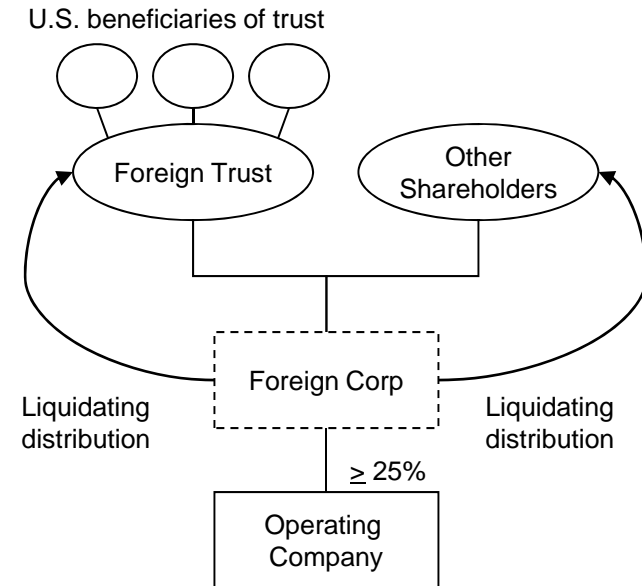 U.S. beneficiaries of trust
Foreign Trust
Other
Shareholders
Foreign Corp
Liquidating
distribution
Liquidating
distribution
≥ 25%
Operating
Company